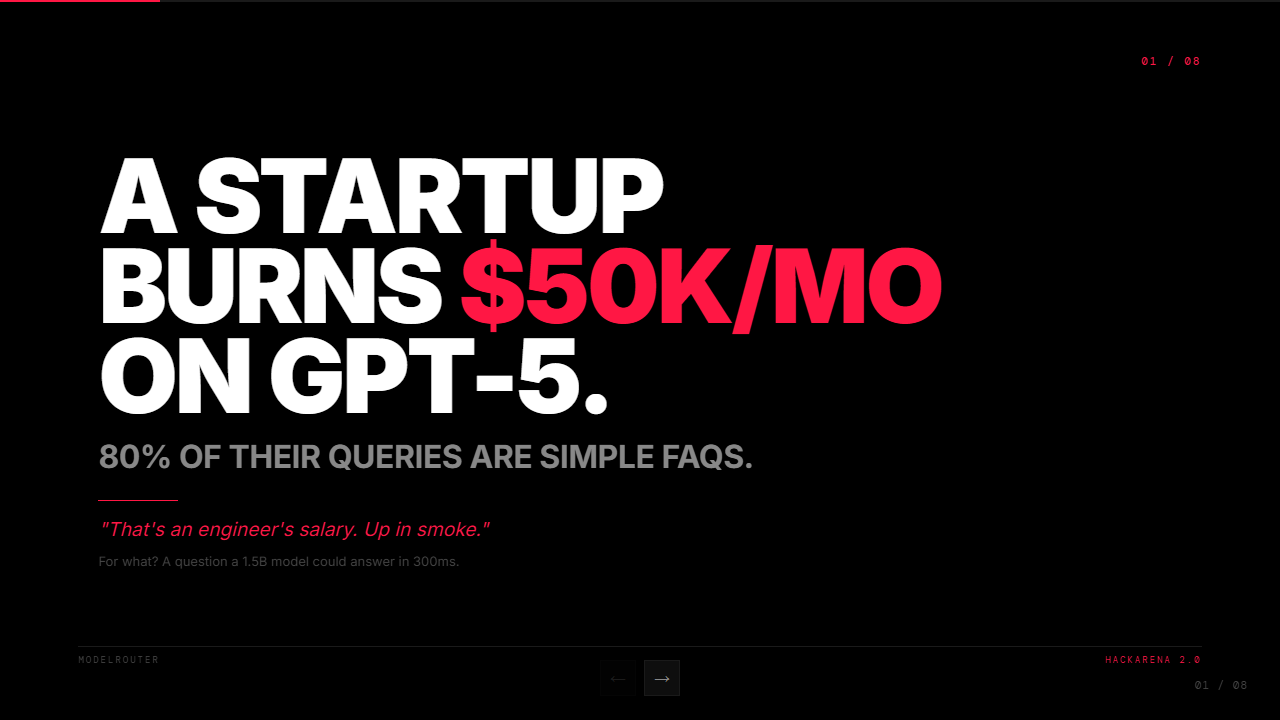 01 / 08
A STARTUP
BURNS $50K/MO
ON GPT-5.
80% OF THEIR QUERIES ARE SIMPLE FAQS.
"That's an engineer's salary. Up in smoke."
For what? A question a 1.5B model could answer in 300ms.
MODELROUTER
HACKARENA 2.0
← →
01 / 08